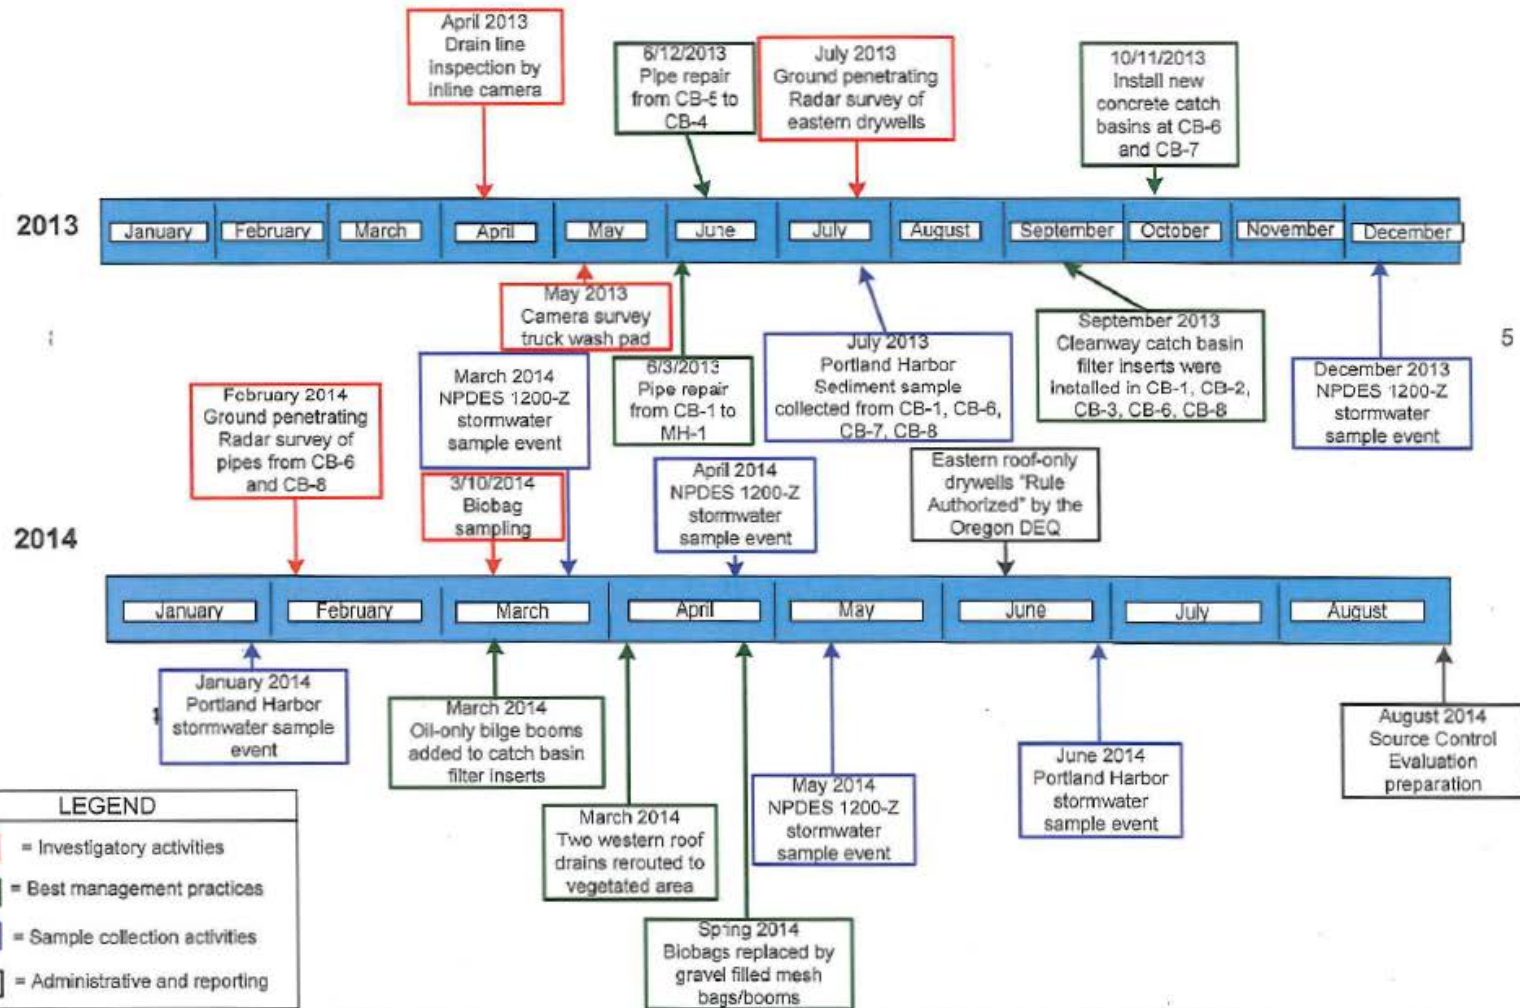 April 2013
Drain line
inspection by
inline camera
6/12/2013
Pipe repair
from CB-5 to
CB-4
July 2013
Ground penetrating
Radar survey of
eastern drywells
10/11/2013
Install new
concrete catch
basins at CB-6
and CB-7
2013
January
February
March
April
May
June
July
August
September
October
November
December
May 2013
Camera survey
truck wash pad
6/3/2013
Pipe repair
from CB-1 to
MH-1
July 2013
Portland Harbor
Sediment sample
collected from CB-1, CB-6,
CB-7, CB-8
September 2013
Cleanway catch basin
filter inserts were
installed in CB-1, CB-2,
CB-3, CB-6, CB-8
December 2013
NPDES 1200-Z
stormwater
sample event
5
February 2014
Ground penetrating
Radar survey of
pipes from CB-6
and CB-8
March 2014
NPDES 1200-Z
stormwater
sample event
3/10/2014
Biobag
sampling
April 2014
NPDES 1200-Z
stormwater
sample event
Eastern roof-only
drywells "Rule
Authorized" by the
Oregon DEQ
2014
January
February
March
April
May
June
July
August
January 2014
Portland Harbor
stormwater sample
event
March 2014
Oil-only bilge booms
added to catch basin
filter inserts
March 2014
Two western roof
drains rerouted to
vegetated area
Spring 2014
Biobags replaced by
gravel filled mesh
bags/booms
May 2014
NPDES 1200-Z
stormwater
sample event
June 2014
Portland Harbor
stormwater
sample event
August 2014
Source Control
Evaluation
preparation
LEGEND
= Investigatory activities
= Best management practices
= Sample collection activities
= Administrative and reporting